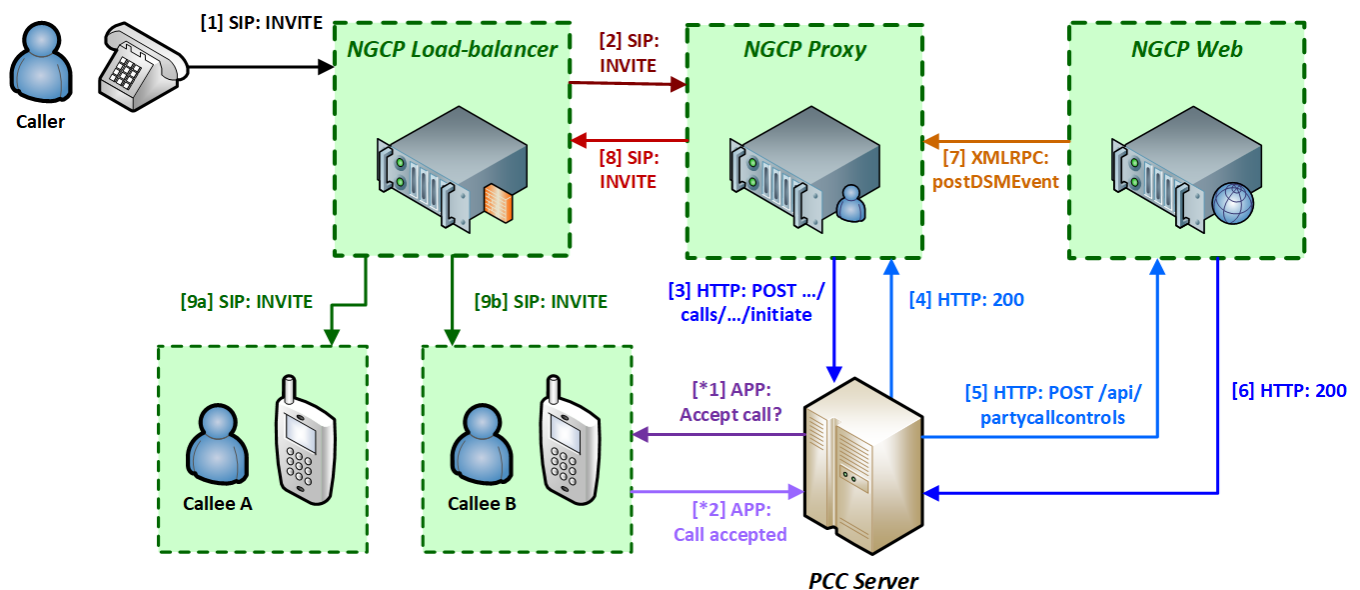 [1] SIP: INVITE
Caller
NGCP Load-balancer
[2] SIP:
INVITE
NGCP Proxy
NGCP Web
[8] SIP:
INVITE
[7] XMLRPC:
postDSMEvent
[9a] SIP: INVITE
[9b] SIP: INVITE
[3] HTTP: POST .../
calls/.../initiate
[4] HTTP: 200
[*1] APP:
Accept call?
[5] HTTP: POST /api/
partycallcontrols
[6] HTTP: 200
Callee A
Callee B
[*2] APP:
Call accepted
PCC Server